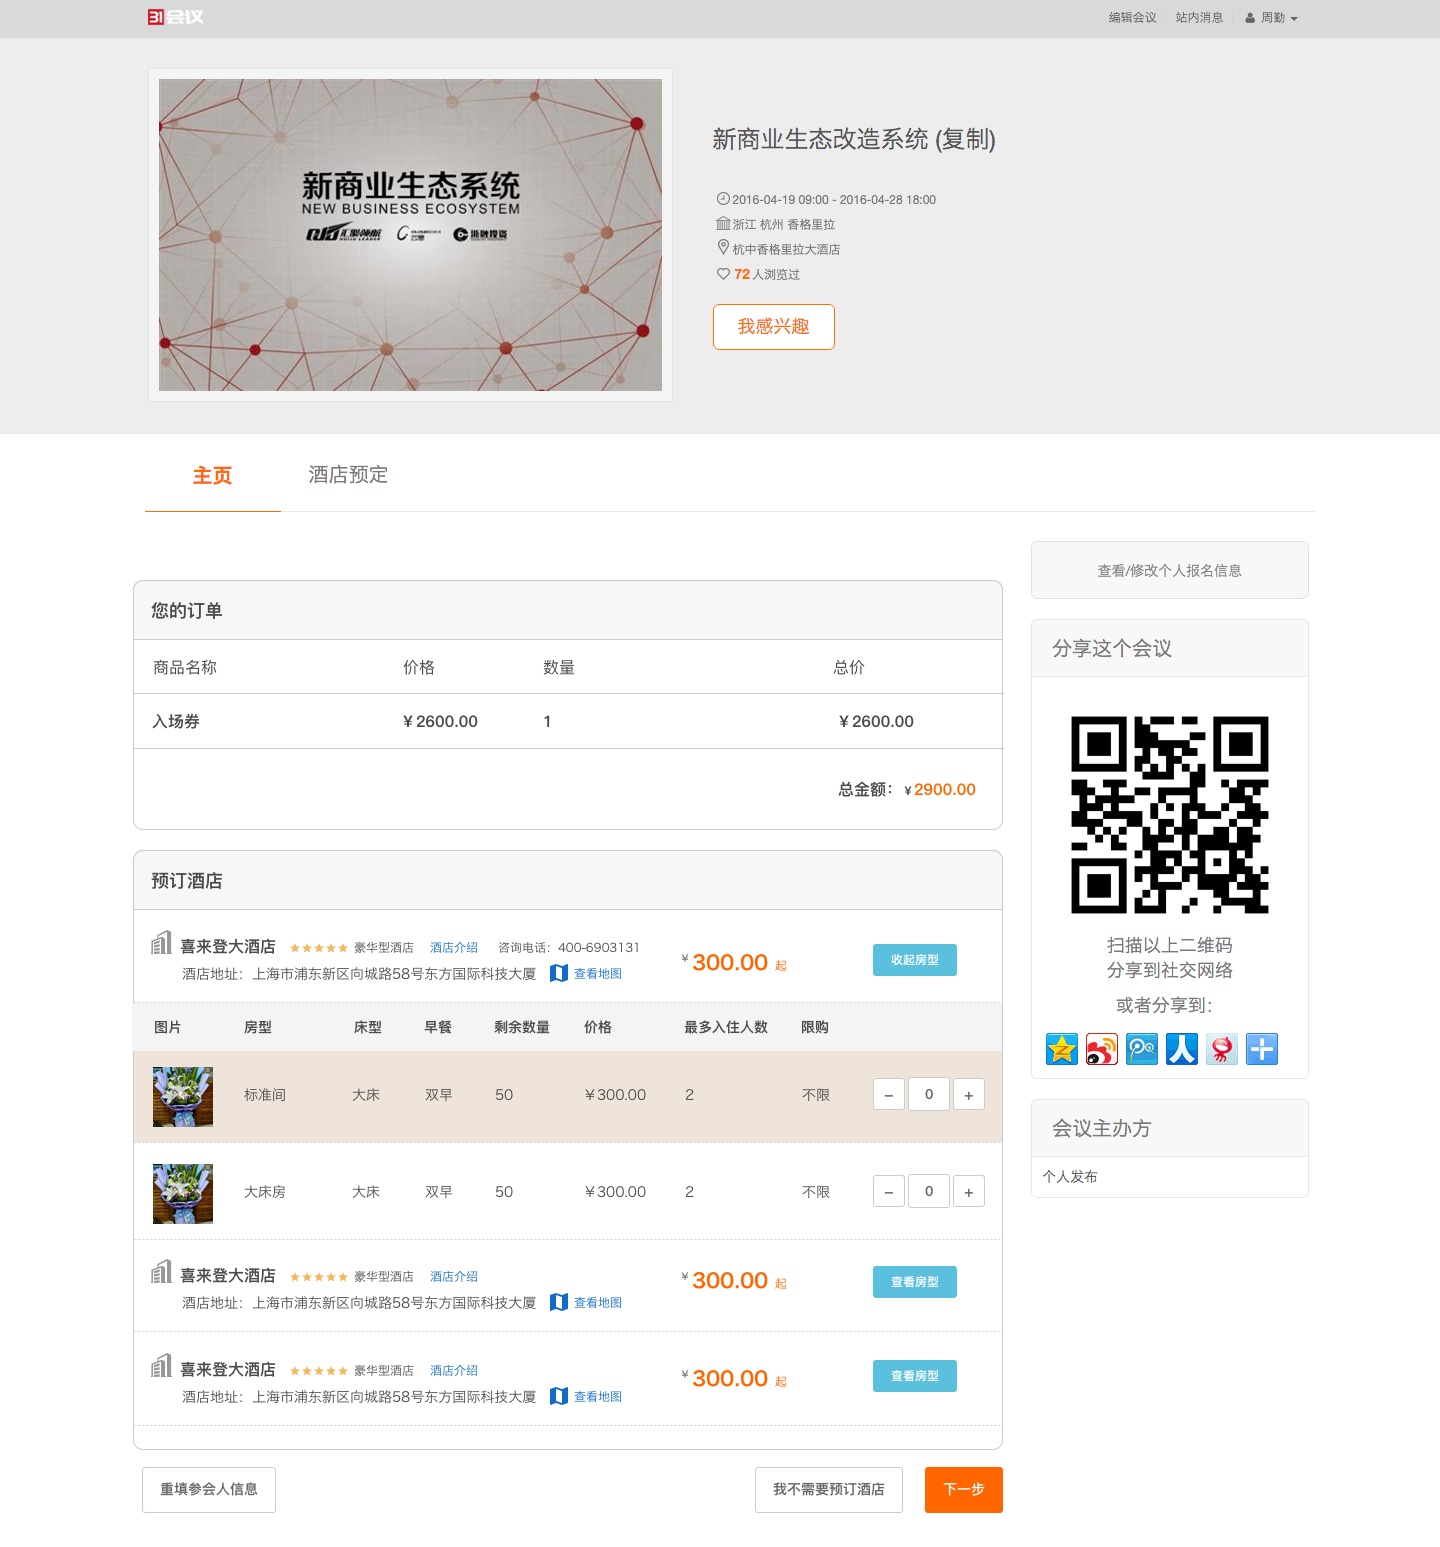 31会议
编辑会议 站内消息 周勤
新商业生态系统
NEW BUSINESS ECOSYSTEM
汇聚领航
浙融投资
新商业生态改造系统 (复制)
2016-04-19 09:00 - 2016-04-28 18:00
浙江 杭州 香格里拉
杭中香格里拉大酒店
72 人浏览过
我感兴趣
主页 酒店预定
查看/修改个人报名信息
您的订单
商品名称 价格 数量 总价
入场券 ¥ 2600.00 1 ¥ 2600.00
总金额： ¥ 2900.00
预订酒店
喜来登大酒店 豪华型酒店 酒店介绍 咨询电话：400-6903131
酒店地址：上海市浦东新区向城路58号东方国际科技大厦 查看地图
¥ 300.00 起 收起房型
图片 房型 床型 早餐 剩余数量 价格 最多入住人数 限购
标准间 大床 双早 50 ¥300.00 2 不限 − 0 +
大床房 大床 双早 50 ¥300.00 2 不限 − 0 +
喜来登大酒店 豪华型酒店 酒店介绍
酒店地址：上海市浦东新区向城路58号东方国际科技大厦 查看地图
¥ 300.00 起 查看房型
喜来登大酒店 豪华型酒店 酒店介绍
酒店地址：上海市浦东新区向城路58号东方国际科技大厦 查看地图
¥ 300.00 起 查看房型
重填参会人信息 我不需要预订酒店 下一步
分享这个会议
扫描以上二维码
分享到社交网络
或者分享到：
会议主办方
个人发布